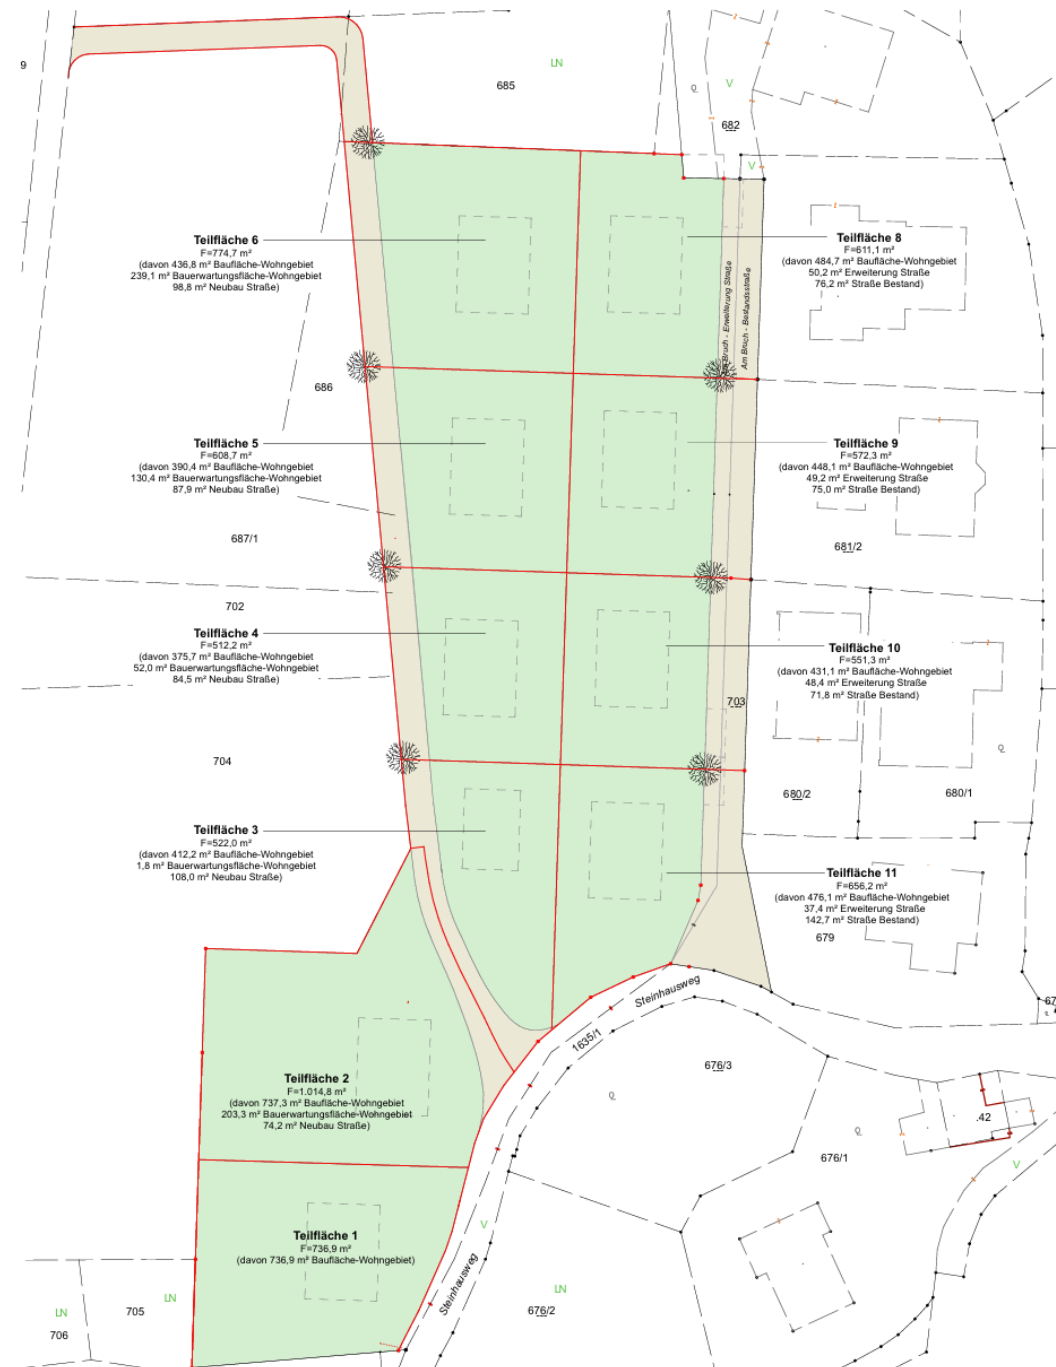 9
LN
685
V
682
V
Teilfläche 6
F=774,7 m²
(davon 436,8 m² Baufläche-Wohngebiet
239,1 m² Bauerwartungsfläche-Wohngebiet
98,8 m² Neubau Straße)
Teilfläche 8
F=611,1 m²
(davon 484,7 m² Baufläche-Wohngebiet
50,2 m² Erweiterung Straße
76,2 m² Straße Bestand)
Am Bruch - Erweiterung Straße
Am Bruch - Bestandsstraße
686
Teilfläche 5
F=608,7 m²
(davon 390,4 m² Baufläche-Wohngebiet
130,4 m² Bauerwartungsfläche-Wohngebiet
87,9 m² Neubau Straße)
Teilfläche 9
F=572,3 m²
(davon 448,1 m² Baufläche-Wohngebiet
49,2 m² Erweiterung Straße
75,0 m² Straße Bestand)
687/1
681/2
702
Teilfläche 4
F=512,2 m²
(davon 375,7 m² Baufläche-Wohngebiet
52,0 m² Bauerwartungsfläche-Wohngebiet
84,5 m² Neubau Straße)
Teilfläche 10
F=551,3 m²
(davon 431,1 m² Baufläche-Wohngebiet
48,4 m² Erweiterung Straße
71,8 m² Straße Bestand)
703
704
680/2
680/1
Teilfläche 3
F=522,0 m²
(davon 412,2 m² Baufläche-Wohngebiet
1,8 m² Bauerwartungsfläche-Wohngebiet
108,0 m² Neubau Straße)
Teilfläche 11
F=656,2 m²
(davon 476,1 m² Baufläche-Wohngebiet
37,4 m² Erweiterung Straße
142,7 m² Straße Bestand)
679
Steinhausweg
67
1635/1
676/3
Teilfläche 2
F=1.014,8 m²
(davon 737,3 m² Baufläche-Wohngebiet
203,3 m² Bauerwartungsfläche-Wohngebiet
74,2 m² Neubau Straße)
.42
676/1
V
Teilfläche 1
F=736,9 m²
(davon 736,9 m² Baufläche-Wohngebiet)
V
Steinhausweg
LN
LN
705
LN
706
676/2